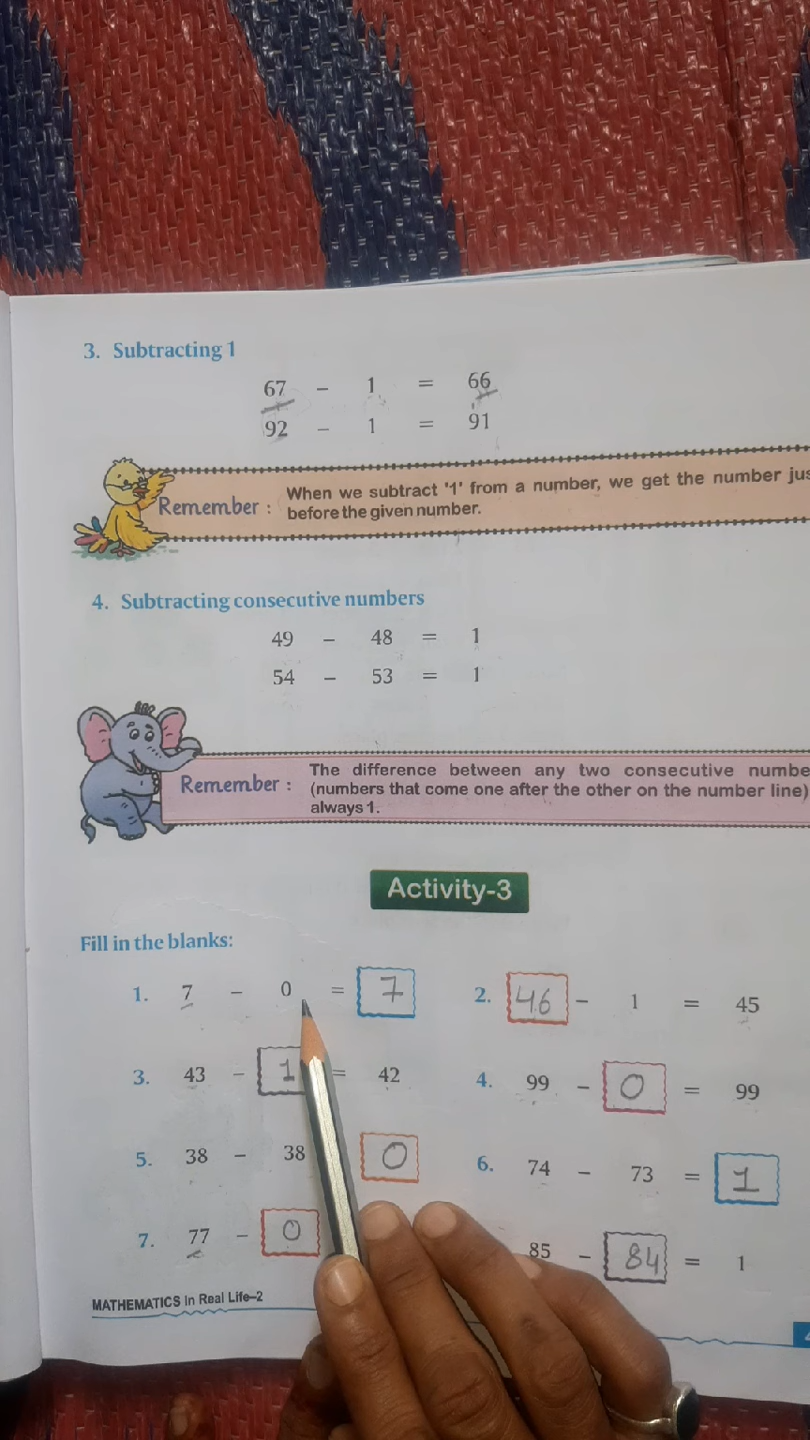 3. Subtracting 1
67 – 1 = 66
92 – 1 = 91
Remember : When we subtract '1' from a number, we get the number
before the given number.
4. Subtracting consecutive numbers
49 – 48 = 1
54 – 53 = 1
Remember : The difference between any two consecutive
(numbers that come one after the other on the number line)
always 1.
Activity-3
Fill in the blanks:
1. 7 – 0 = 7 2. 46 – 1 = 45
3. 43 – 1 = 42 4. 99 – 0 = 99
5. 38 – 38 0 6. 74 – 73 = 1
7. 77 – 0 85 – 84 = 1
MATHEMATICS in Real Life–2